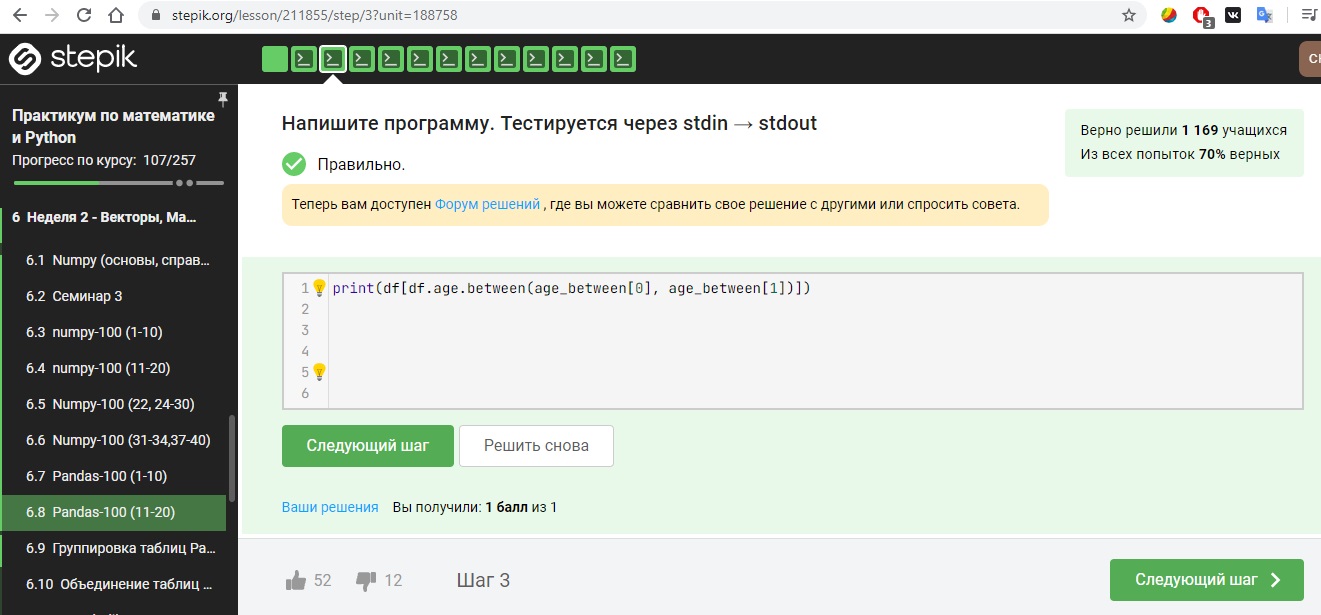 stepik.org/lesson/211855/step/3?unit=188758
3
stepik
Практикум по математике
и Python
Прогресс по курсу: 107/257
6 Неделя 2 - Векторы, Ма...
6.1 Numpy (основы, справ...
6.2 Семинар 3
6.3 numpy-100 (1-10)
6.4 numpy-100 (11-20)
6.5 Numpy-100 (22, 24-30)
6.6 Numpy-100 (31-34,37-40)
6.7 Pandas-100 (1-10)
6.8 Pandas-100 (11-20)
6.9 Группировка таблиц Pa...
6.10 Объединение таблиц ...
Напишите программу. Тестируется через stdin → stdout
Правильно.
Теперь вам доступен Форум решений , где вы можете сравнить свое решение с другими или спросить совета.
Верно решили 1 169 учащихся
Из всех попыток 70% верных
1 print(df[df.age.between(age_between[0], age_between[1])])
2
3
4
5
6
Следующий шаг
Решить снова
Ваши решения Вы получили: 1 балл из 1
52 12 Шаг 3
Следующий шаг